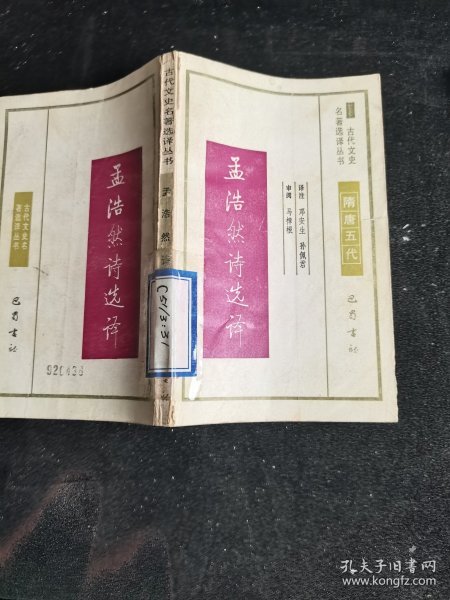 古代文史
名著选译丛书
隋唐五代
译注 邓安生 孙佩君
审阅 马樟根
孟浩然诗选译
巴蜀书社
古代文史名著选译丛书
孟浩然
C51/3:31
孟浩然诗选译
古代文史名
著选译丛书
巴蜀书社
920436
孔夫子旧书网
www.kongfz.com